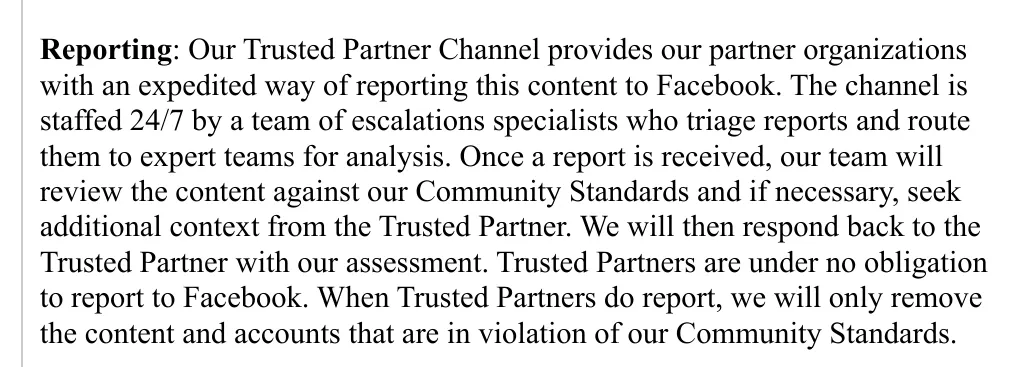 Reporting: Our Trusted Partner Channel provides our partner organizations
with an expedited way of reporting this content to Facebook. The channel is
staffed 24/7 by a team of escalations specialists who triage reports and route
them to expert teams for analysis. Once a report is received, our team will
review the content against our Community Standards and if necessary, seek
additional context from the Trusted Partner. We will then respond back to the
Trusted Partner with our assessment. Trusted Partners are under no obligation
to report to Facebook. When Trusted Partners do report, we will only remove
the content and accounts that are in violation of our Community Standards.